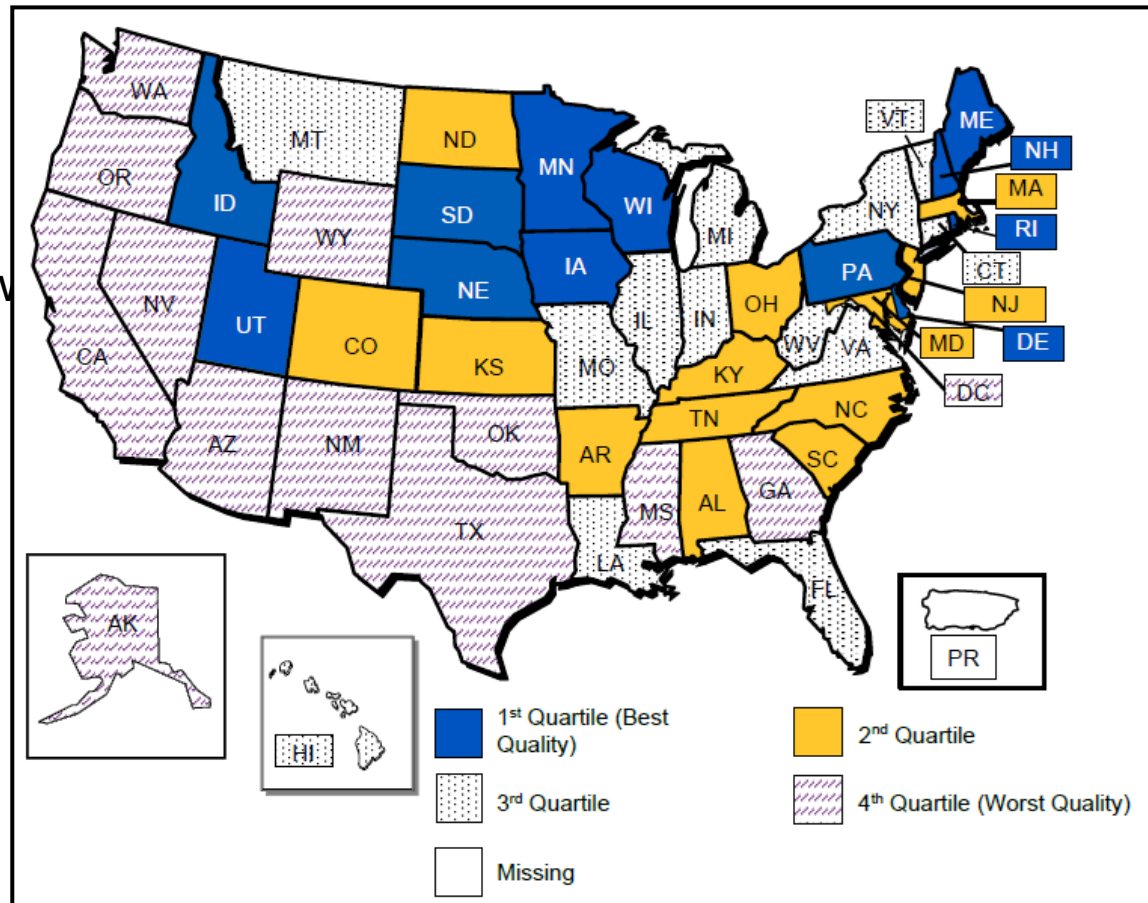 WA
MT
ND
MN
VT
ME
NH
OR
ID
SD
WI
NY
MA
WY
MI
RI
W
NV
NE
IA
PA
CT
UT
IL
IN
OH
NJ
CA
CO
KS
MO
WV
VA
MD
DE
KY
DC
AZ
NM
OK
AR
TN
NC
SC
TX
MS
AL
GA
LA
FL
AK
HI
PR
1st Quartile (Best
Quality)
2nd Quartile
3rd Quartile
4th Quartile (Worst Quality)
Missing